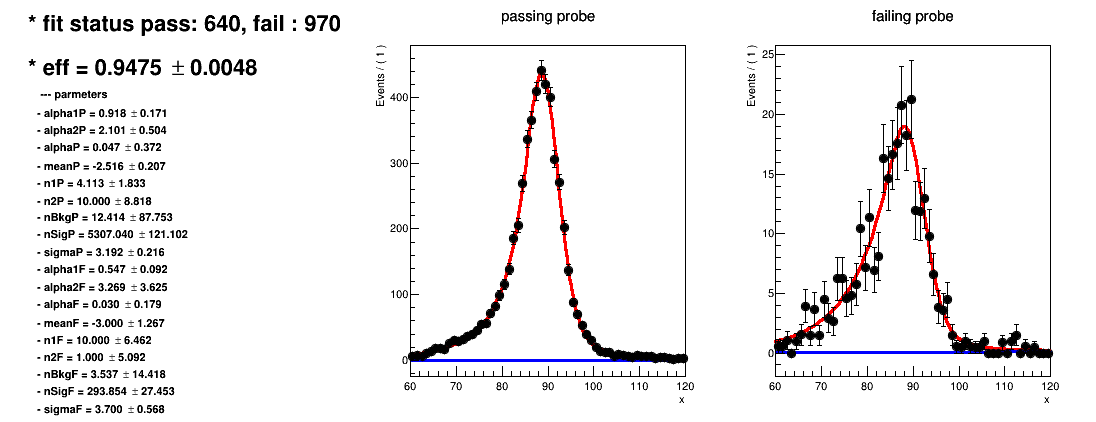 * fit status pass: 640, fail : 970
* eff = 0.9475 ± 0.0048
--- parmeters
- alpha1P = 0.918 ± 0.171
- alpha2P = 2.101 ± 0.504
- alphaP = 0.047 ± 0.372
- meanP = -2.516 ± 0.207
- n1P = 4.113 ± 1.833
- n2P = 10.000 ± 8.818
- nBkgP = 12.414 ± 87.753
- nSigP = 5307.040 ± 121.102
- sigmaP = 3.192 ± 0.216
- alpha1F = 0.547 ± 0.092
- alpha2F = 3.269 ± 3.625
- alphaF = 0.030 ± 0.179
- meanF = -3.000 ± 1.267
- n1F = 10.000 ± 6.462
- n2F = 1.000 ± 5.092
- nBkgF = 3.537 ± 14.418
- nSigF = 293.854 ± 27.453
- sigmaF = 3.700 ± 0.568
passing probe
Events / ( 1 )
400
300
200
100
0
60 70 80 90 100 110 120
x
failing probe
Events / ( 1 )
25
20
15
10
5
0
60 70 80 90 100 110 120
x